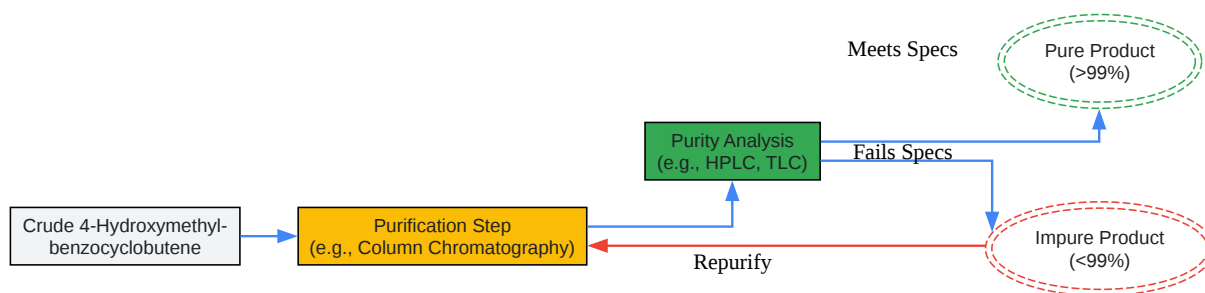 Meets Specs
Pure Product
(>99%)
Purity Analysis
(e.g., HPLC, TLC)
Fails Specs
Crude 4-Hydroxymethyl-
benzocyclobutene
Purification Step
(e.g., Column Chromatography)
Repurify
Impure Product
(<99%)